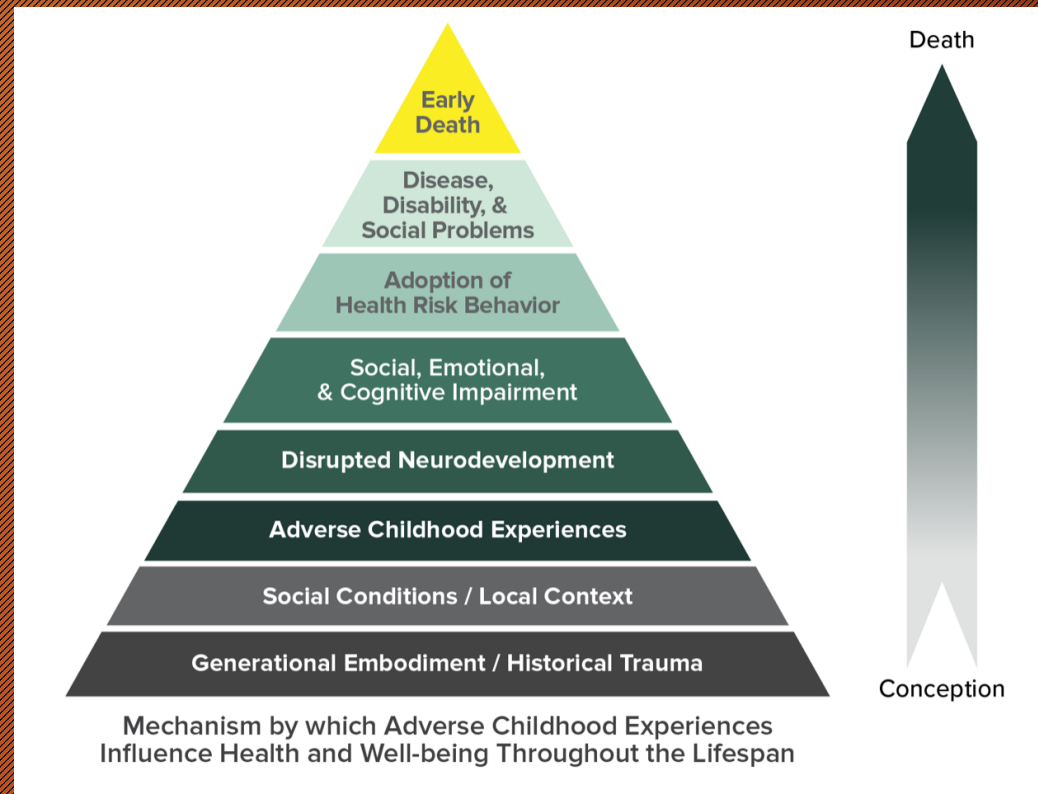 Death
Early
Death
Disease,
Disability, &
Social Problems
Adoption of
Health Risk Behavior
Social, Emotional,
& Cognitive Impairment
Disrupted Neurodevelopment
Adverse Childhood Experiences
Social Conditions / Local Context
Generational Embodiment / Historical Trauma
Conception
Mechanism by which Adverse Childhood Experiences
Influence Health and Well-being Throughout the Lifespan